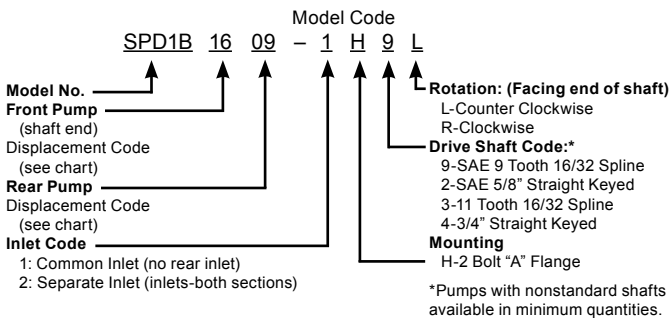 Model Code
SPD1B 16 09 – 1 H 9 L
Model No.
Front Pump
(shaft end)
Displacement Code
(see chart)
Rear Pump
Displacement Code
(see chart)
Inlet Code
1: Common Inlet (no rear inlet)
2: Separate Inlet (inlets-both sections)
Rotation: (Facing end of shaft)
L-Counter Clockwise
R-Clockwise
Drive Shaft Code:*
9-SAE 9 Tooth 16/32 Spline
2-SAE 5/8” Straight Keyed
3-11 Tooth 16/32 Spline
4-3/4” Straight Keyed
Mounting
H-2 Bolt “A” Flange
*Pumps with nonstandard shafts
available in minimum quantities.